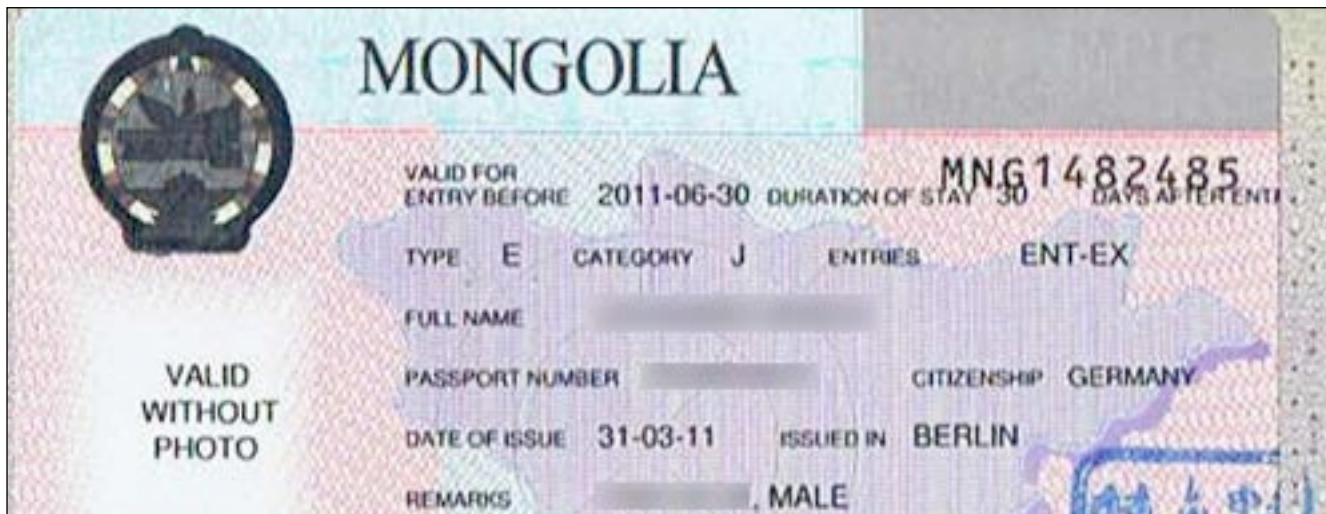 MONGOLIA
MNG1482485
VALID FOR
ENTRY BEFORE 2011-06-30 DURATION OF STAY 30 DAYS AFTER ENT
TYPE E CATEGORY J ENTRIES ENT-EX
FULL NAME
PASSPORT NUMBER CITIZENSHIP GERMANY
VALID
WITHOUT
PHOTO
DATE OF ISSUE 31-03-11 ISSUED IN BERLIN
REMARKS , MALE